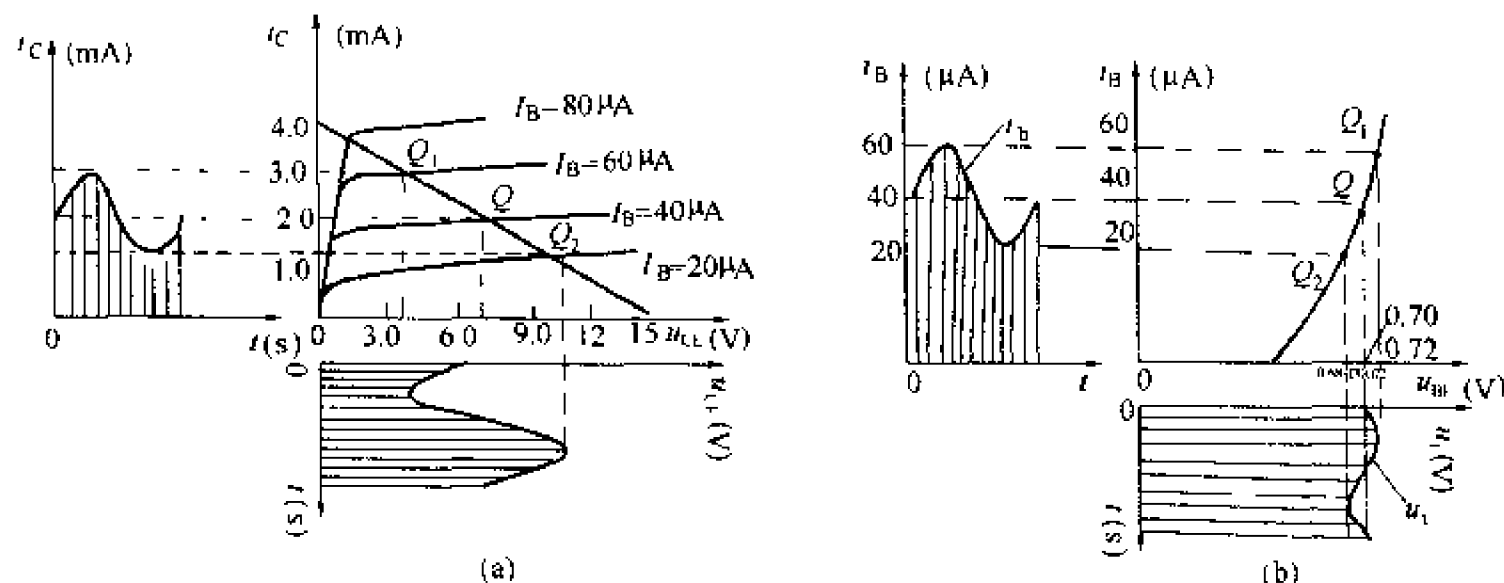 i_C (mA)
i_C (mA)
4.0
3.0
2.0
1.0
I_B=80μA
I_B=60μA
I_B=40μA
I_B=20μA
Q_1
Q
Q_2
0
t(s)
0
3.0
6.0
9.0
12
15
u_CE (V)
0
u_CE (V)
t (s)
(a)
i_B (μA)
60
40
20
i_b
0
t
i_B (μA)
60
40
20
Q_1
Q
Q_2
0
0.70
0.72
u_BE (V)
0
u_i (V)
u_i
t (s)
(b)